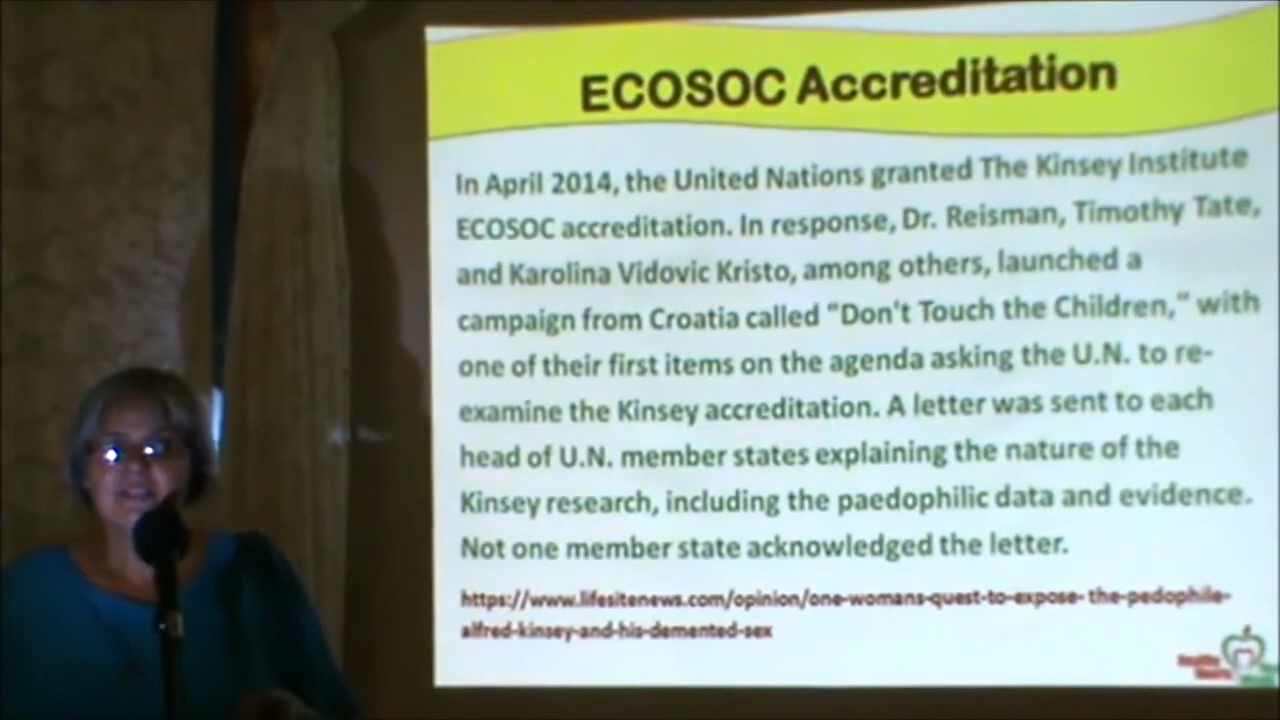 ECOSOC Accreditation
In April 2014, the United Nations granted The Kinsey Institute
ECOSOC accreditation. In response, Dr. Reisman, Timothy Tate,
and Karolina Vidovic Kristo, among others, launched a
campaign from Croatia called "Don't Touch the Children," with
one of their first items on the agenda asking the U.N. to re-
examine the Kinsey accreditation. A letter was sent to each
head of U.N. member states explaining the nature of the
Kinsey research, including the paedophilic data and evidence.
Not one member state acknowledged the letter.
https://www.lifesitenews.com/opinion/one-womans-quest-to-expose- the-pedophile-
alfred-kinsey-and-his-demented-sex